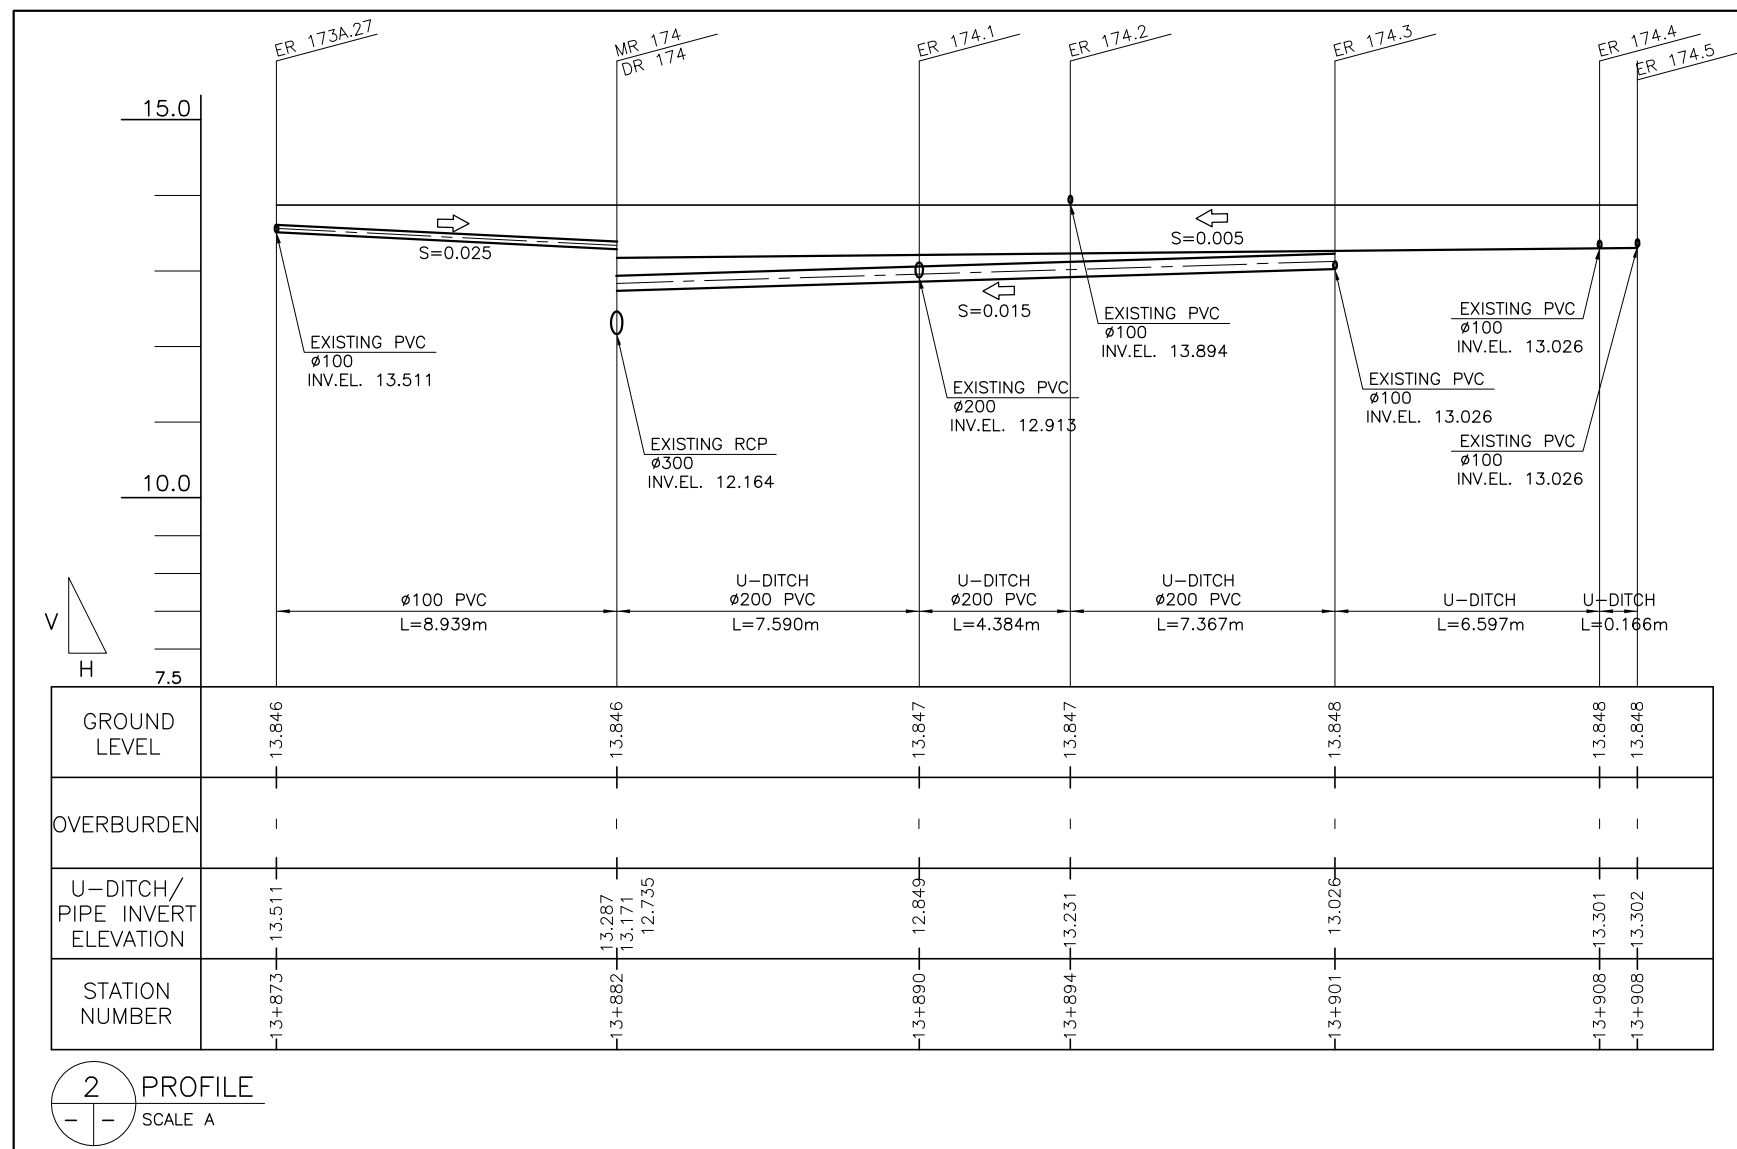 ER 173A.27
MR 174
DR 174
ER 174.1
ER 174.2
ER 174.3
ER 174.4
ER 174.5
15.0
10.0
7.5
V
H
S=0.025
S=0.005
S=0.015
EXISTING PVC
ø100
INV.EL. 13.511
EXISTING RCP
ø300
INV.EL. 12.164
EXISTING PVC
ø200
INV.EL. 12.913
EXISTING PVC
ø100
INV.EL. 13.894
EXISTING PVC
ø100
INV.EL. 13.026
EXISTING PVC
ø100
INV.EL. 13.026
EXISTING PVC
ø100
INV.EL. 13.026
ø100 PVC
L=8.939m
U-DITCH
ø200 PVC
L=7.590m
U-DITCH
ø200 PVC
L=4.384m
U-DITCH
ø200 PVC
L=7.367m
U-DITCH
L=6.597m
U-DITCH
L=0.166m
GROUND
LEVEL
13.846
13.846
13.847
13.847
13.848
13.848
13.848
OVERBURDEN
-
-
-
-
-
-
-
U-DITCH/
PIPE INVERT
ELEVATION
13.511
13.287
13.171
12.735
12.849
13.231
13.026
13.301
13.302
STATION
NUMBER
13+873
13+882
13+890
13+894
13+901
13+908
13+908
2
- -
PROFILE
SCALE A